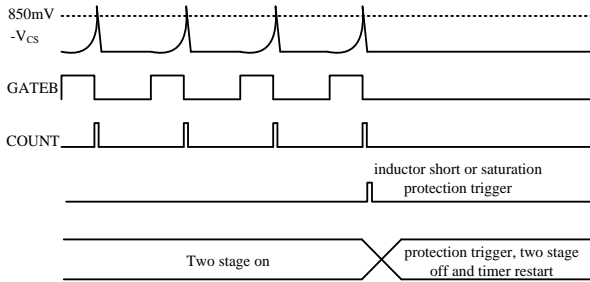 850mV
-VCS
GATEB
COUNT
inductor short or saturation
protection trigger
Two stage on
protection trigger, two stage
off and timer restart